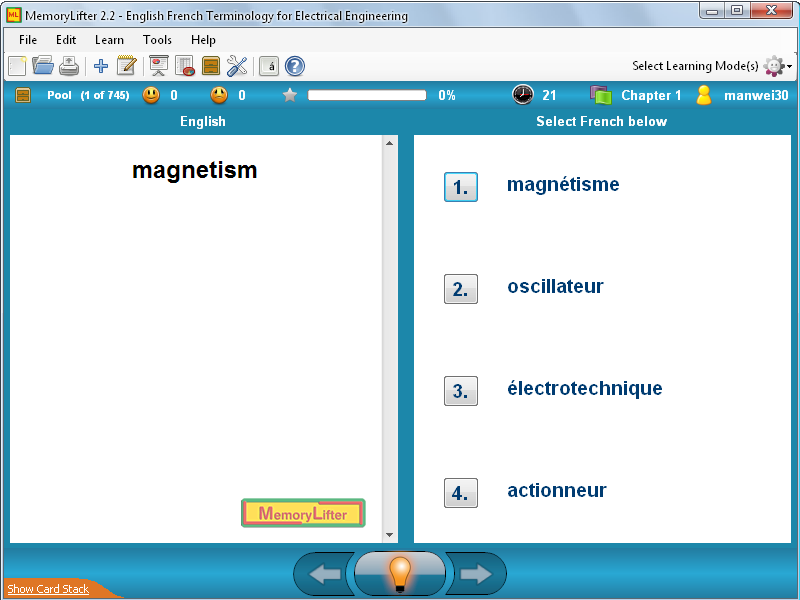 ML MemoryLifter 2.2 - English French Terminology for Electrical Engineering
File Edit Learn Tools Help
á ? Select Learning Mode(s)
Pool (1 of 745) 0 0 0% 21 Chapter 1 manwei30
English Select French below
magnetism
1. magnétisme
2. oscillateur
3. électrotechnique
4. actionneur
MemoryLifter
Show Card Stack